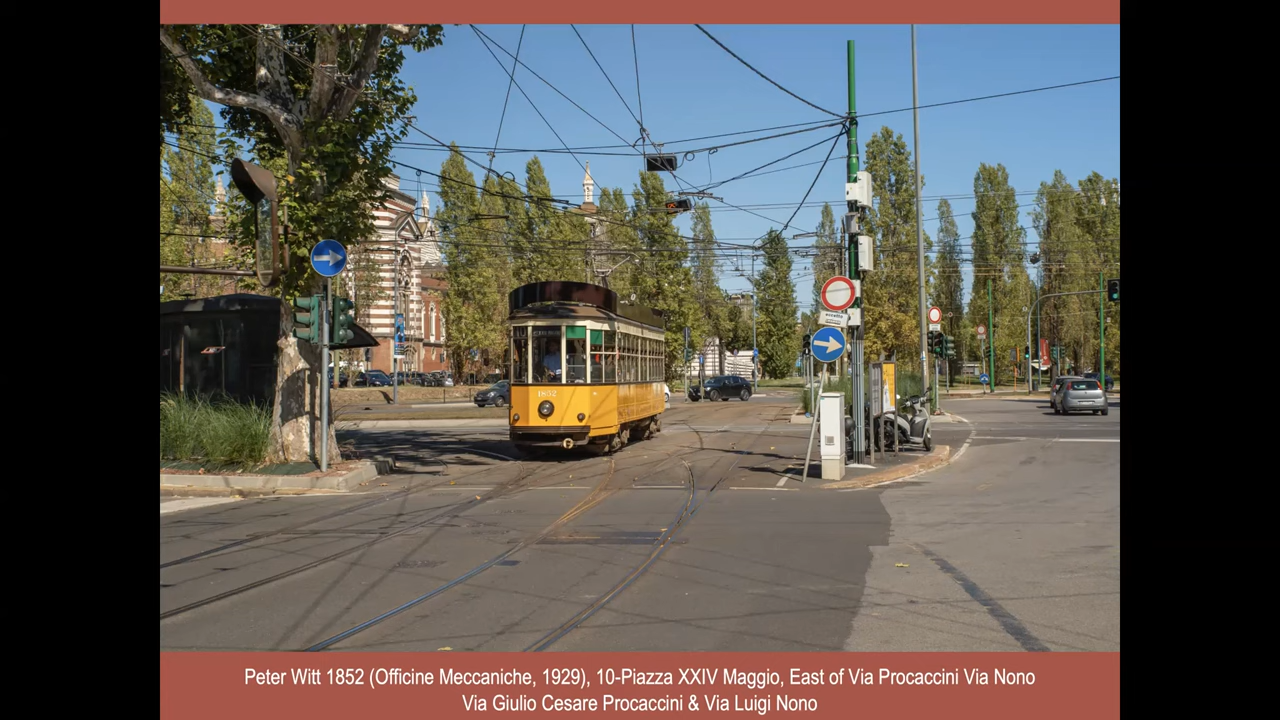 1852
eccetto
Peter Witt 1852 (Officine Meccaniche, 1929), 10-Piazza XXIV Maggio, East of Via Procaccini Via Nono
Via Giulio Cesare Procaccini & Via Luigi Nono